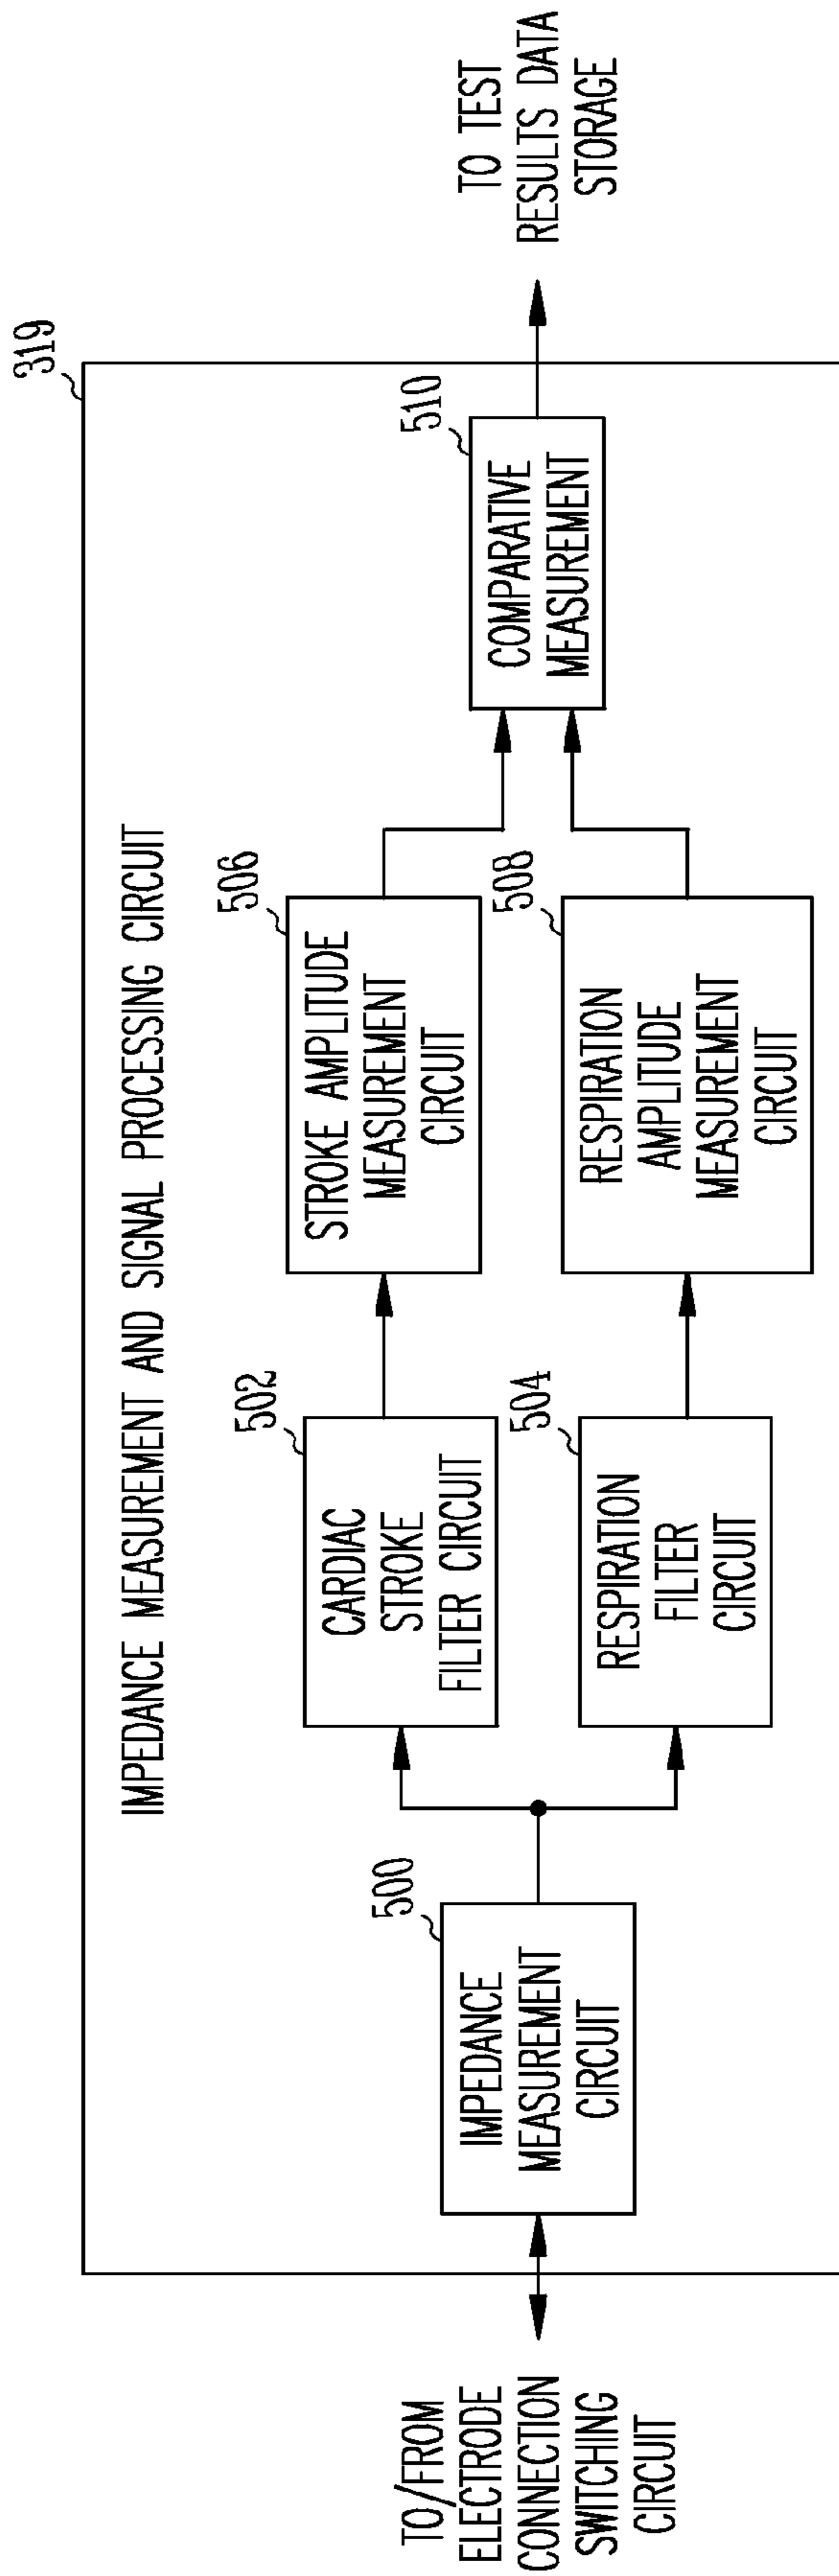 319
IMPEDANCE MEASUREMENT AND SIGNAL PROCESSING CIRCUIT
TO/FROM
ELECTRODE
CONNECTION
SWITCHING
CIRCUIT
500
IMPEDANCE
MEASUREMENT
CIRCUIT
502
CARDIAC
STROKE
FILTER CIRCUIT
504
RESPIRATION
FILTER
CIRCUIT
506
STROKE AMPLITUDE
MEASUREMENT
CIRCUIT
508
RESPIRATION
AMPLITUDE
MEASUREMENT
CIRCUIT
510
COMPARATIVE
MEASUREMENT
TO TEST
RESULTS DATA
STORAGE